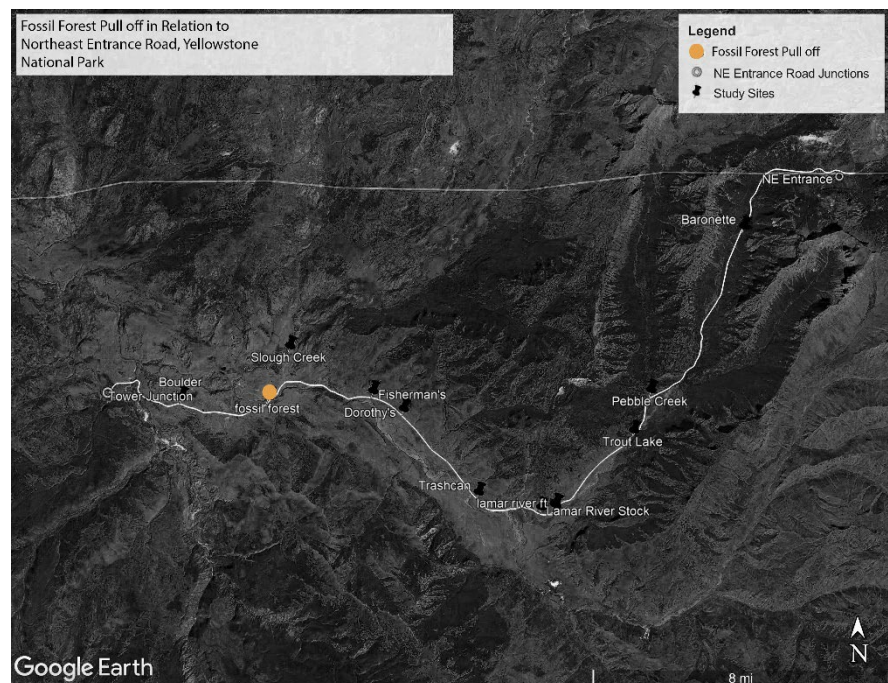 Fossil Forest Pull off in Relation to
Northeast Entrance Road, Yellowstone
National Park
Legend
Fossil Forest Pull off
NE Entrance Road Junctions
Study Sites
NE Entrance
Baronette
Slough Creek
Boulder
Tower Junction
fossil forest
Fisherman's
Dorothy's
Pebble Creek
Trout Lake
Trashcan
lamar river ft
Lamar River Stock
N
Google Earth
8 mi